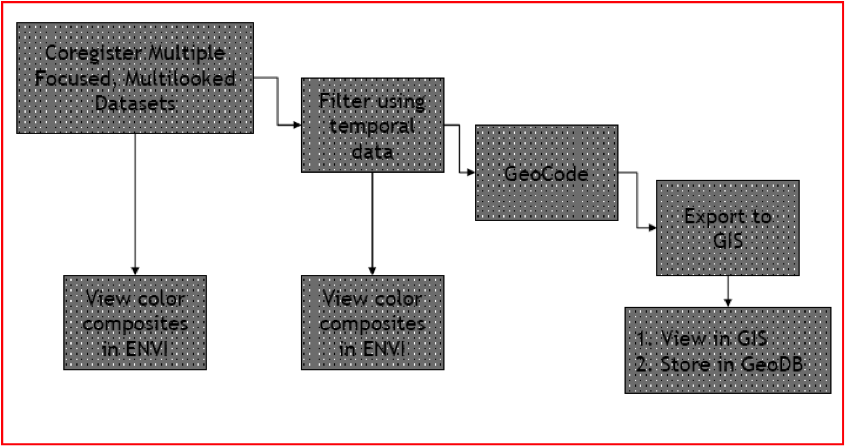 Coregister Multiple
Focused, Multilooked
Datasets
Filter using
temporal
data
GeoCode
Export to
GIS
View color
composites
in ENVI
View color
composites
in ENVI
1. View in GIS
2. Store in GeoDB